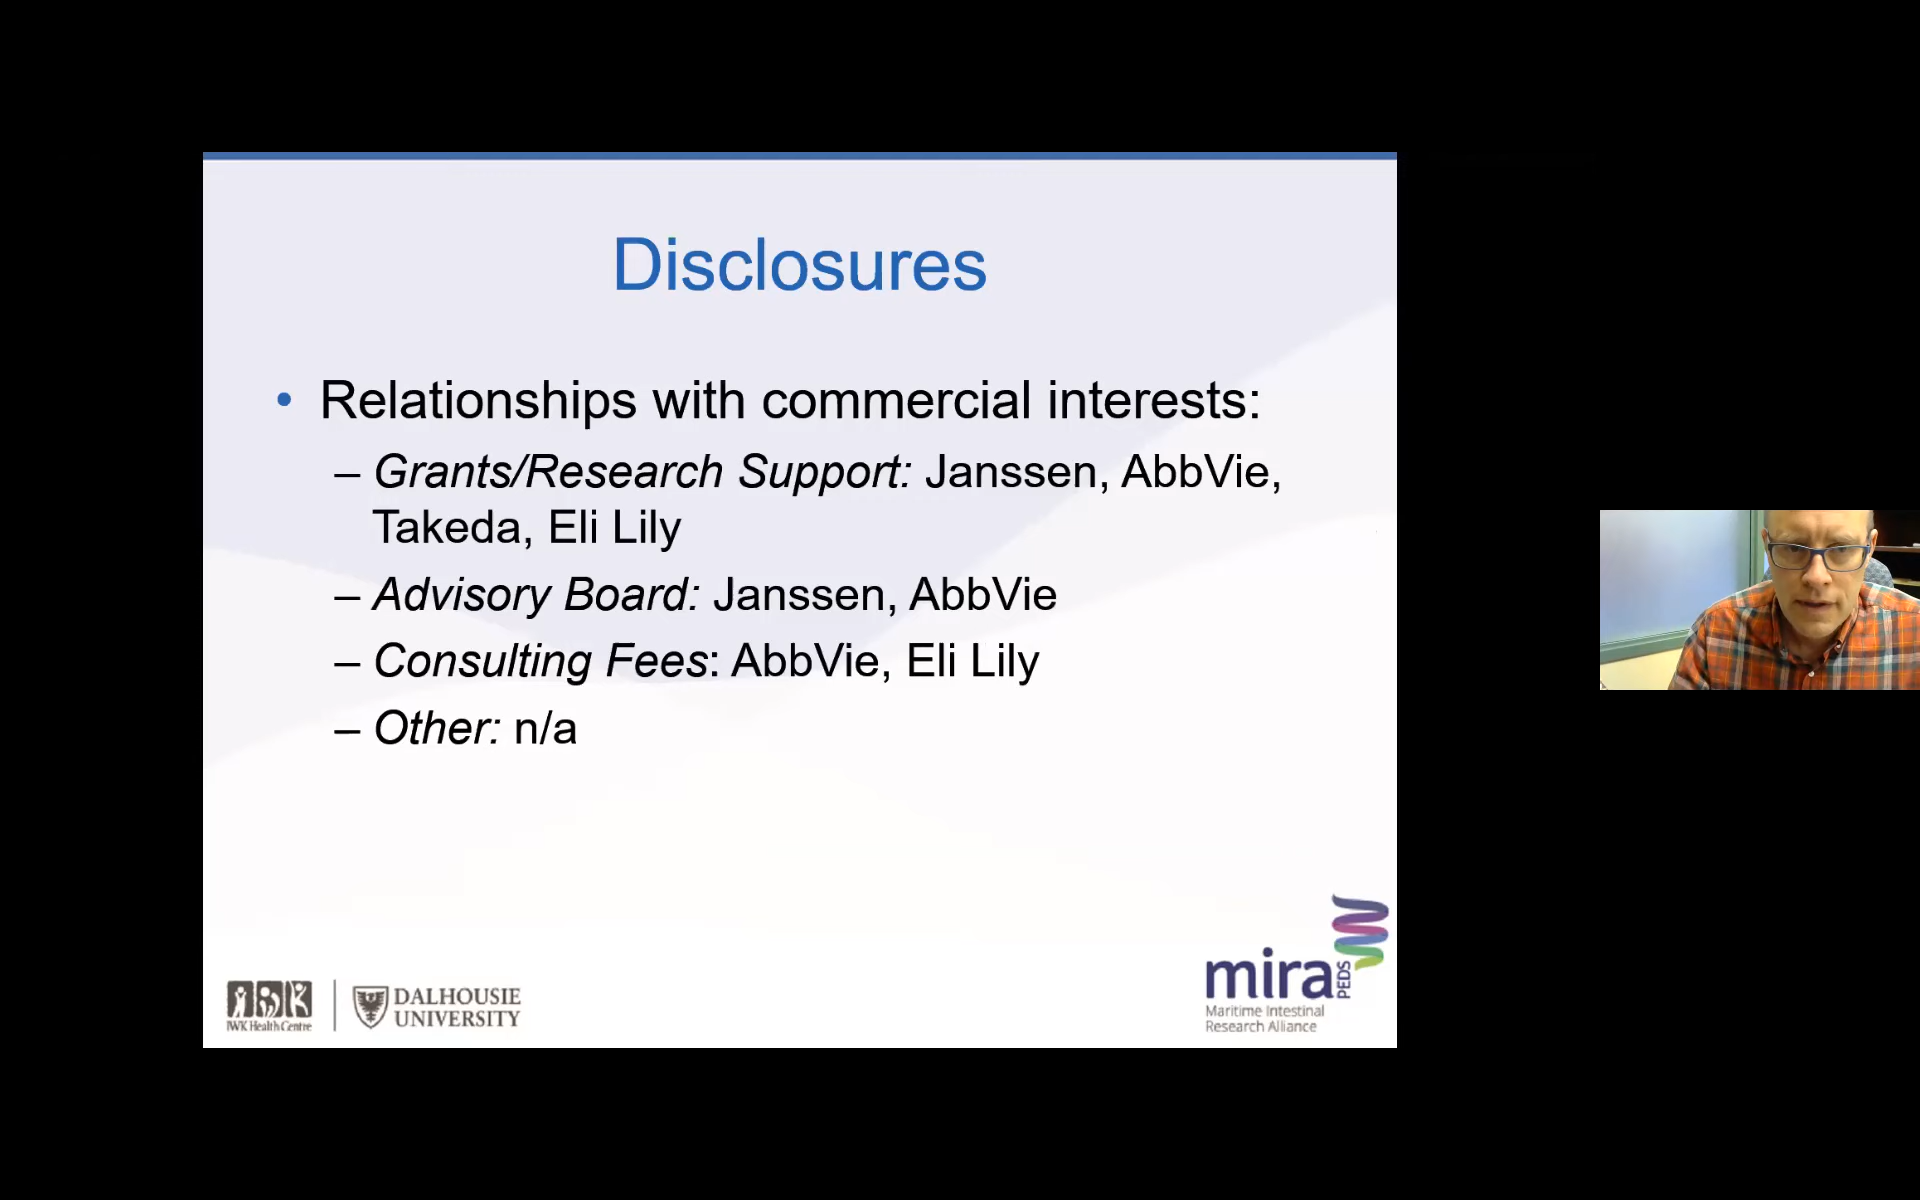 Disclosures
• Relationships with commercial interests:
– Grants/Research Support: Janssen, AbbVie,
Takeda, Eli Lily
– Advisory Board: Janssen, AbbVie
– Consulting Fees: AbbVie, Eli Lily
– Other: n/a
IWK Health Centre
DALHOUSIE
UNIVERSITY
mira
PEDS
Maritime Intestinal
Research Alliance